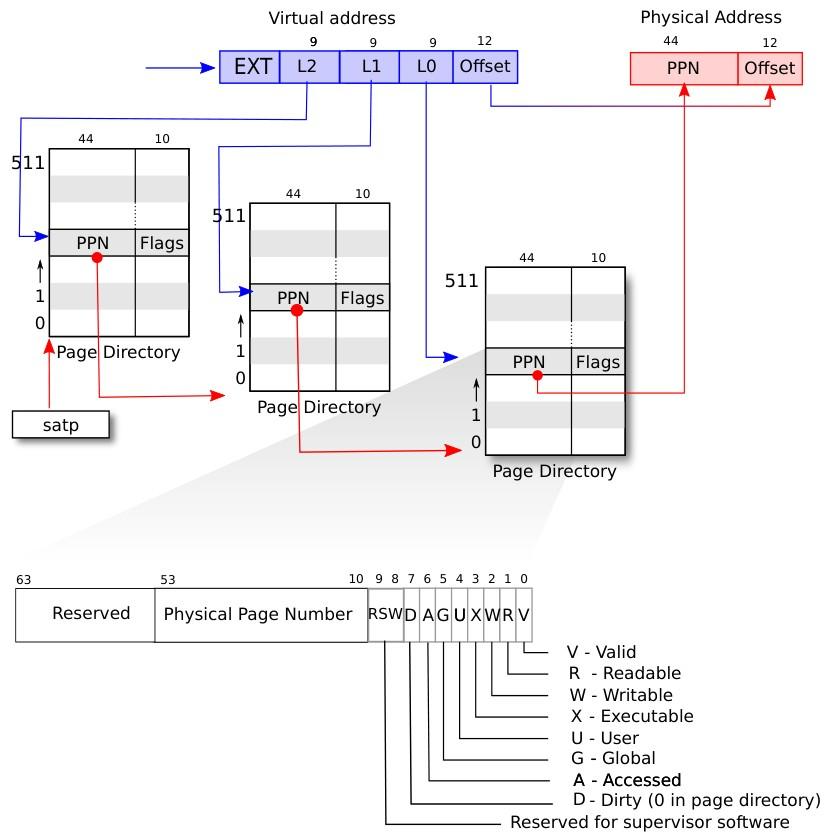 Virtual address
Physical Address
9 9 9 12
EXT L2 L1 L0 Offset
44 12
PPN Offset
44 10
511
PPN Flags
1
0
Page Directory
satp
44 10
511
PPN Flags
1
0
Page Directory
44 10
511
PPN Flags
1
0
Page Directory
63 53 10 9 8 7 6 5 4 3 2 1 0
Reserved Physical Page Number RSW D A G U X W R V
V - Valid
R - Readable
W - Writable
X - Executable
U - User
G - Global
A - Accessed
D - Dirty (0 in page directory)
Reserved for supervisor software